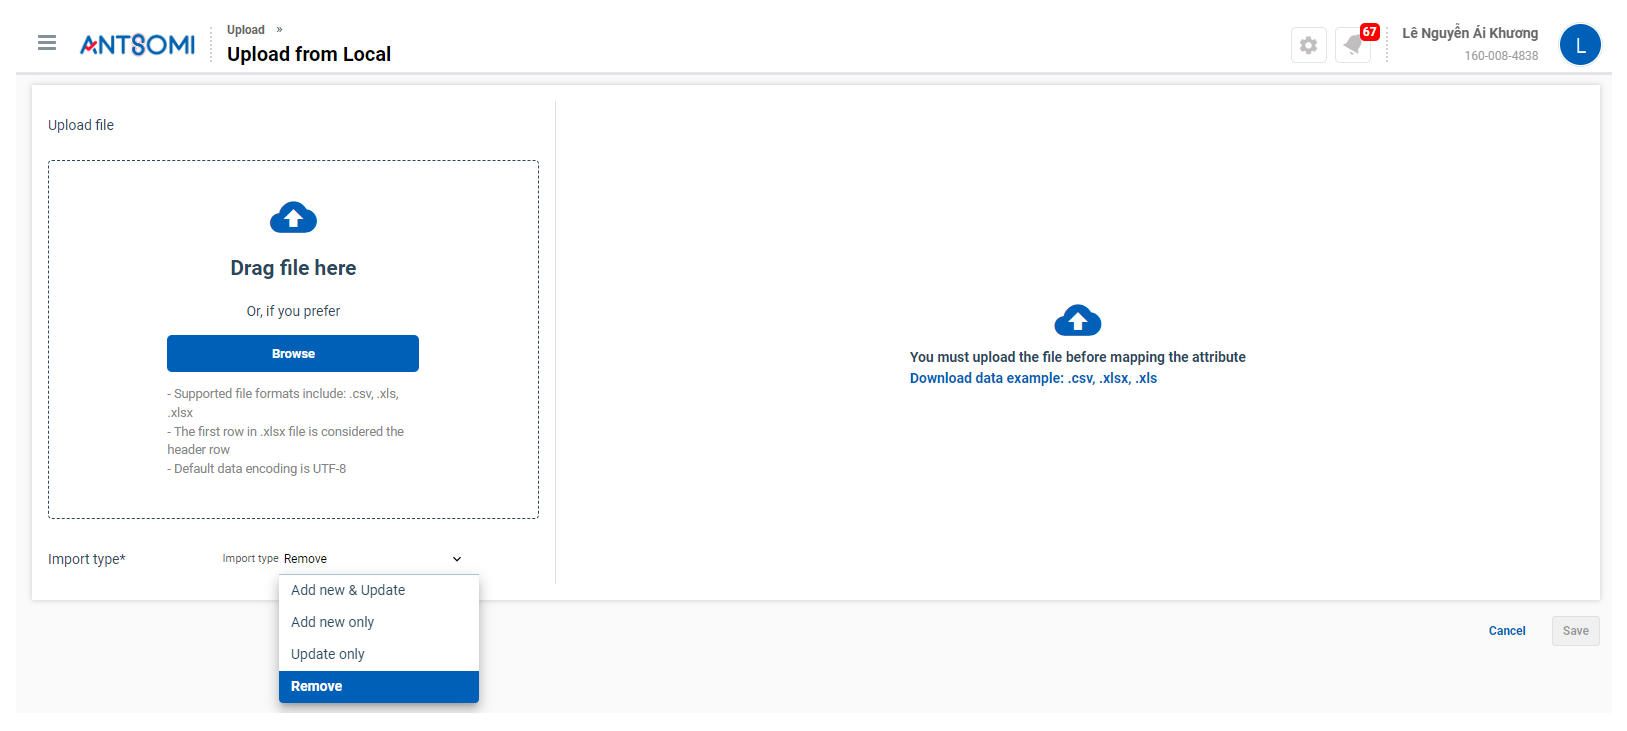 ANTSOMI
Upload »
Upload from Local
67
Lê Nguyễn Ái Khương
160-008-4838
L
Upload file
Drag file here
Or, if you prefer
Browse
- Supported file formats include: .csv, .xls,
.xlsx
- The first row in .xlsx file is considered the
header row
- Default data encoding is UTF-8
You must upload the file before mapping the attribute
Download data example: .csv, .xlsx, .xls
Import type*
Import type Remove
Add new & Update
Add new only
Update only
Remove
Cancel
Save